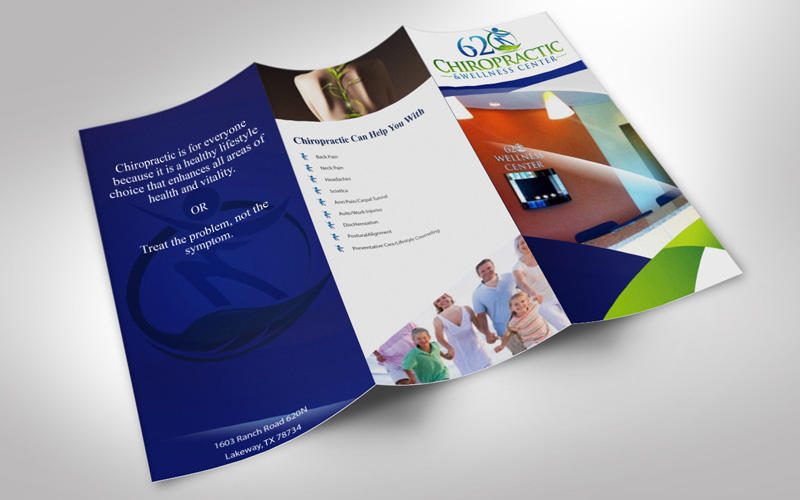 Chiropractic is for everyone
because it is a healthy lifestyle
choice that enhances all areas of
health and vitality.
OR
Treat the problem, not the
symptom.
1603 Ranch Road 620N
Lakeway, TX 78734
Chiropractic Can Help You With
Back Pain
Neck Pain
Headaches
Sciatica
Arm Pain/Carpal Tunnel
Auto/Work Injuries
Disc Herniation
Postural Alignment
Preventative Care/Lifestyle Counseling
620
CHIROPRACTIC
&WELLNESS CENTER
62
WELLNESS
CENTER